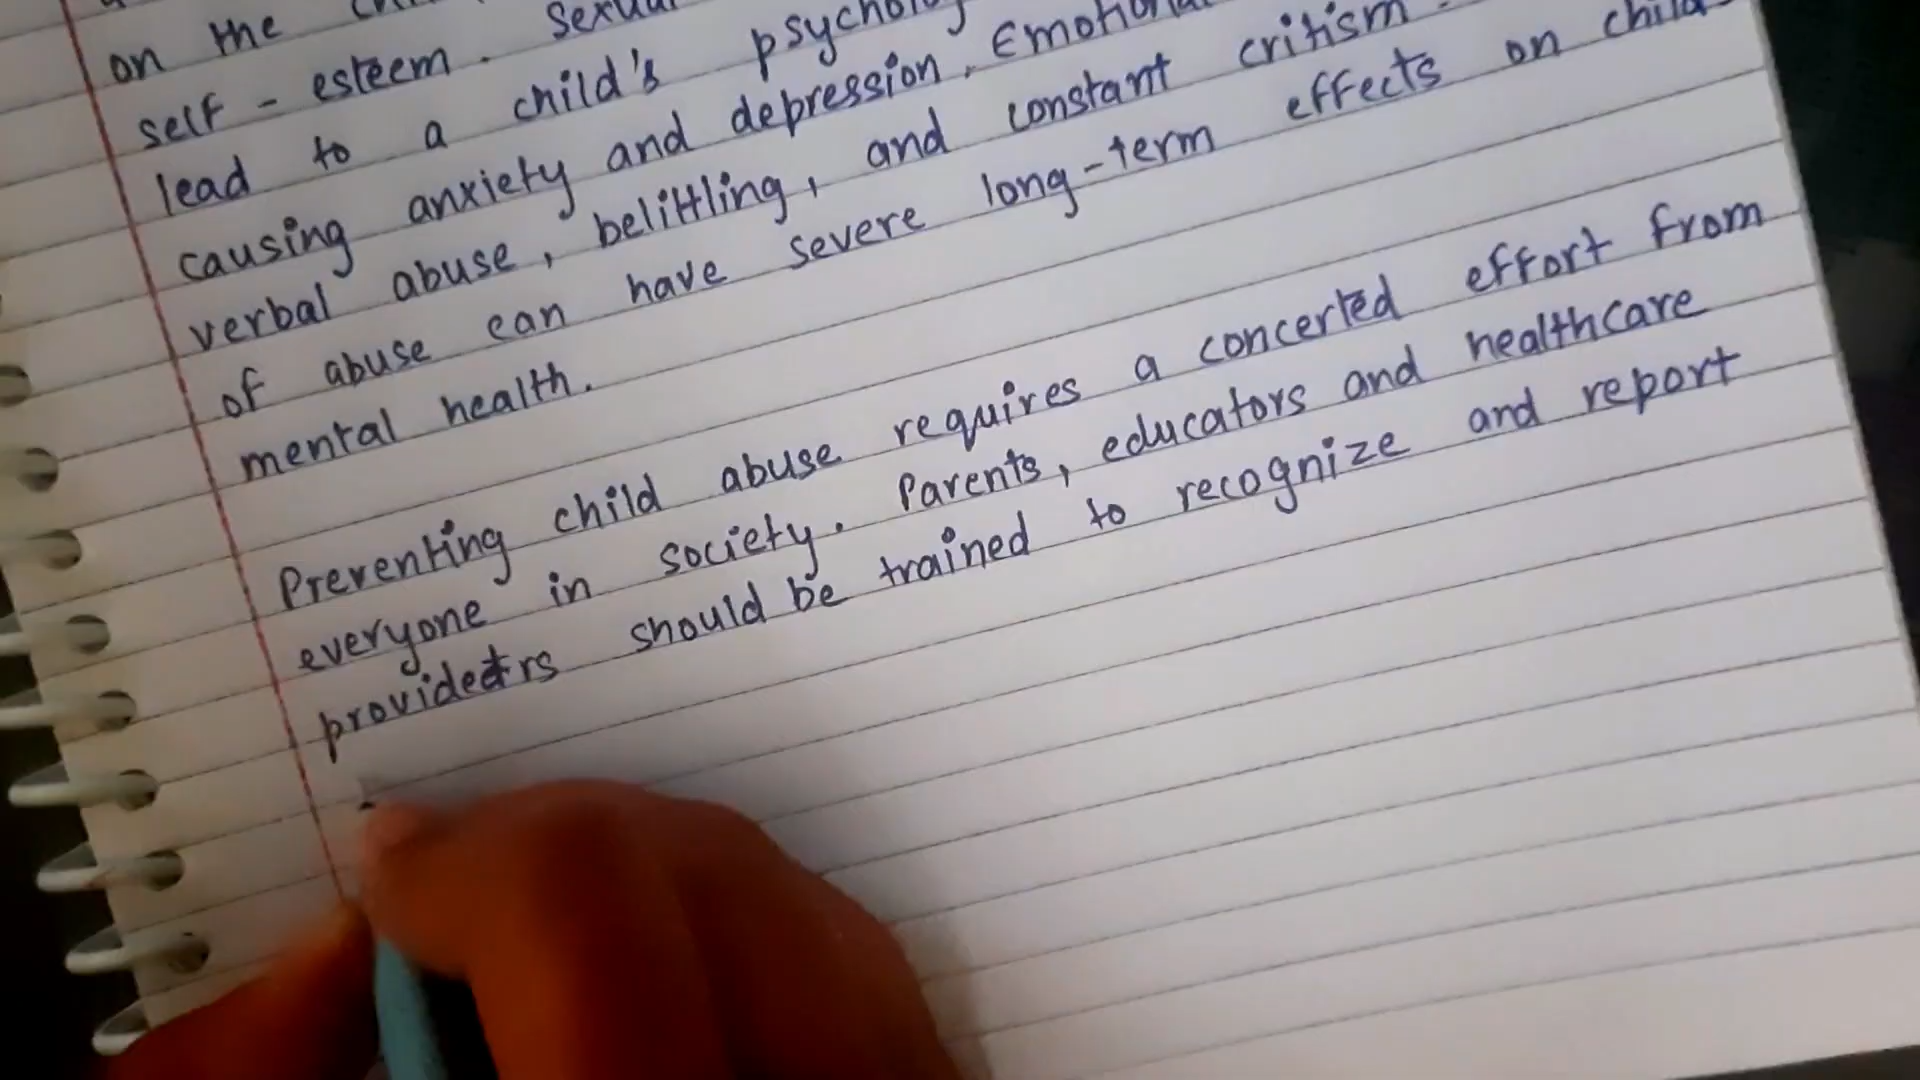 on the
self - esteem. Sexual
lead to a child's
causing anxiety and depression. Emotional
verbal abuse, belittling, and constant critism.
of abuse can have severe long-term effects on child
mental health.
Preventing child abuse requires a concerted effort from
everyone in society. Parents, educators and healthcare
providers should be trained to recognize and report